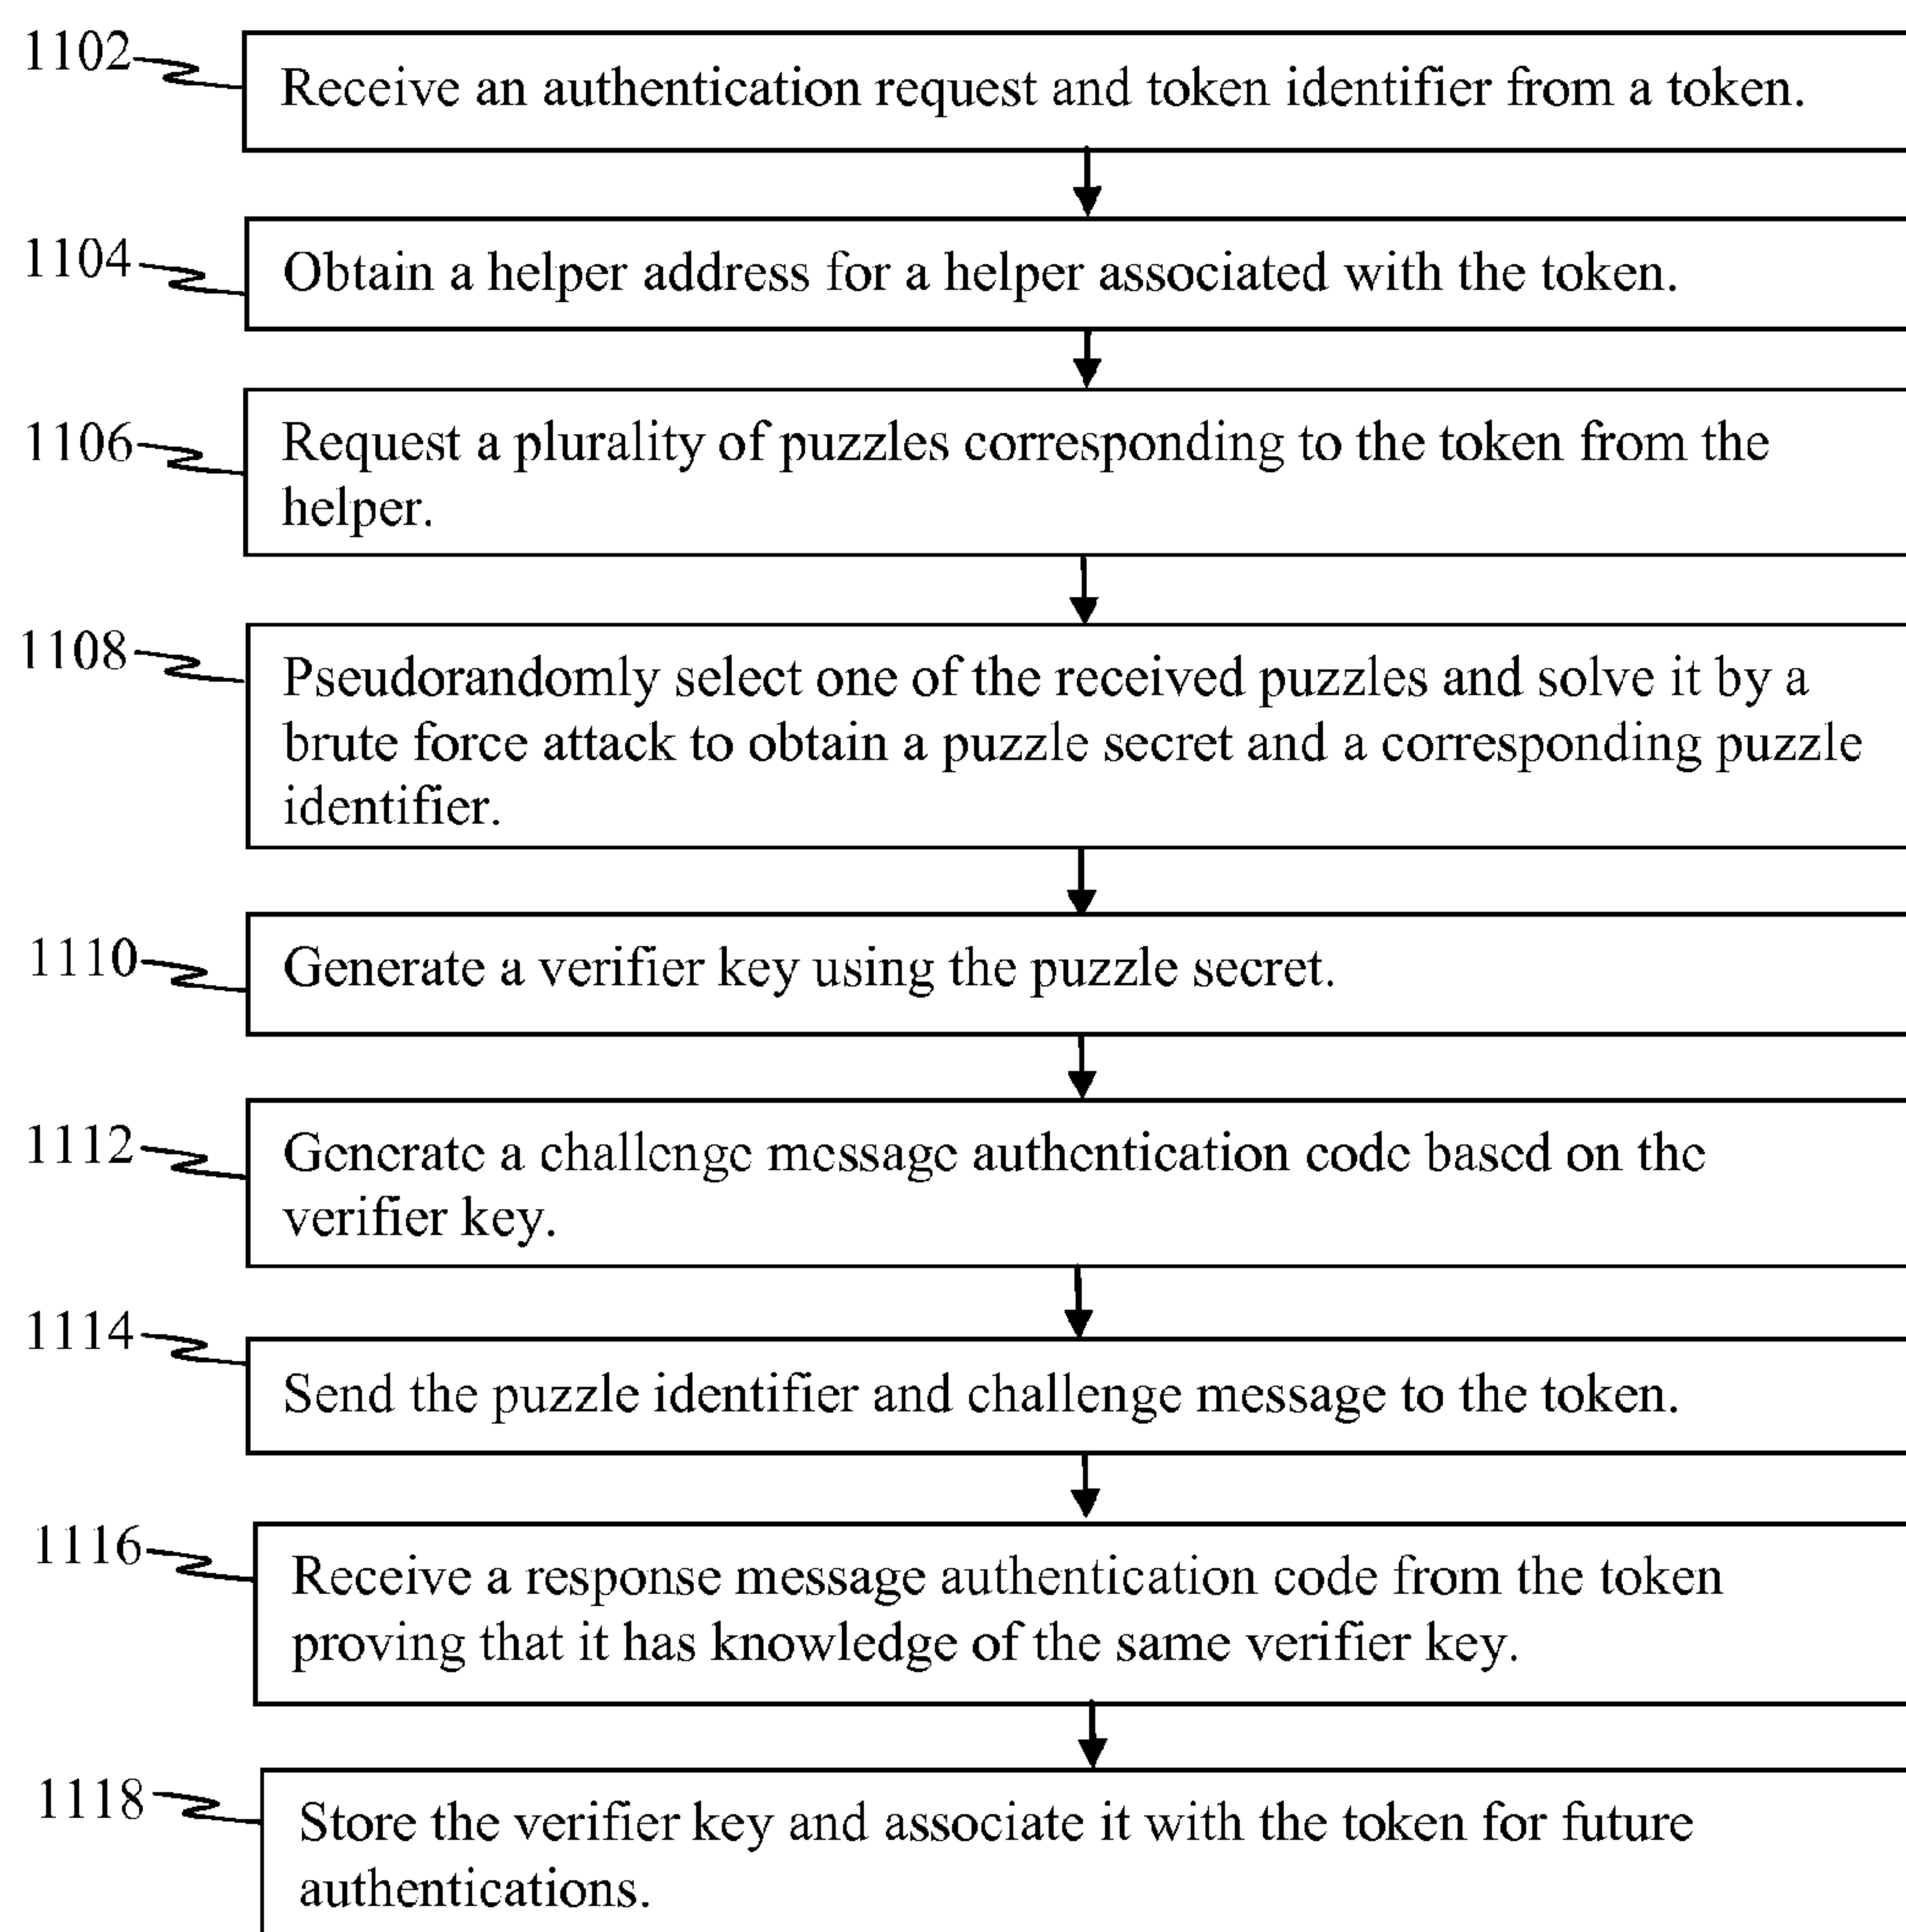 1102
Receive an authentication request and token identifier from a token.
1104
Obtain a helper address for a helper associated with the token.
1106
Request a plurality of puzzles corresponding to the token from the
helper.
1108
Pseudorandomly select one of the received puzzles and solve it by a
brute force attack to obtain a puzzle secret and a corresponding puzzle
identifier.
1110
Generate a verifier key using the puzzle secret.
1112
Generate a challenge message authentication code based on the
verifier key.
1114
Send the puzzle identifier and challenge message to the token.
1116
Receive a response message authentication code from the token
proving that it has knowledge of the same verifier key.
1118
Store the verifier key and associate it with the token for future
authentications.